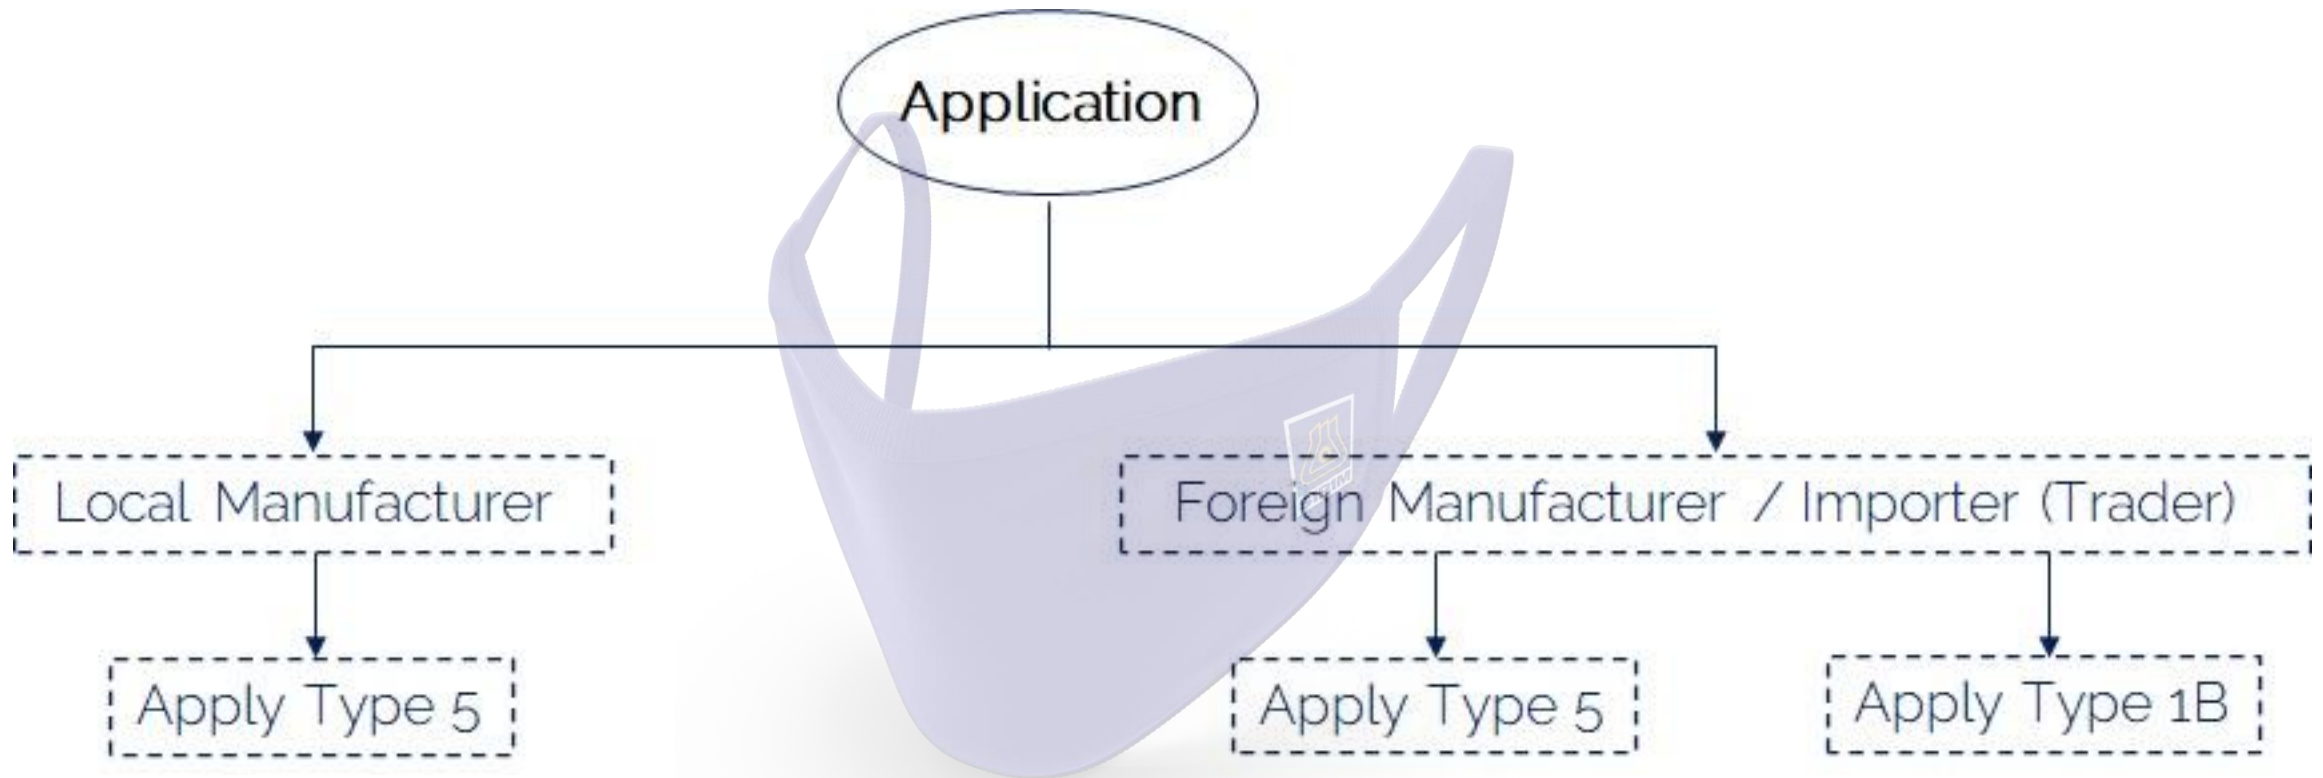 Application
Local Manufacturer
Foreign Manufacturer / Importer (Trader)
Apply Type 5
Apply Type 5
Apply Type 1B